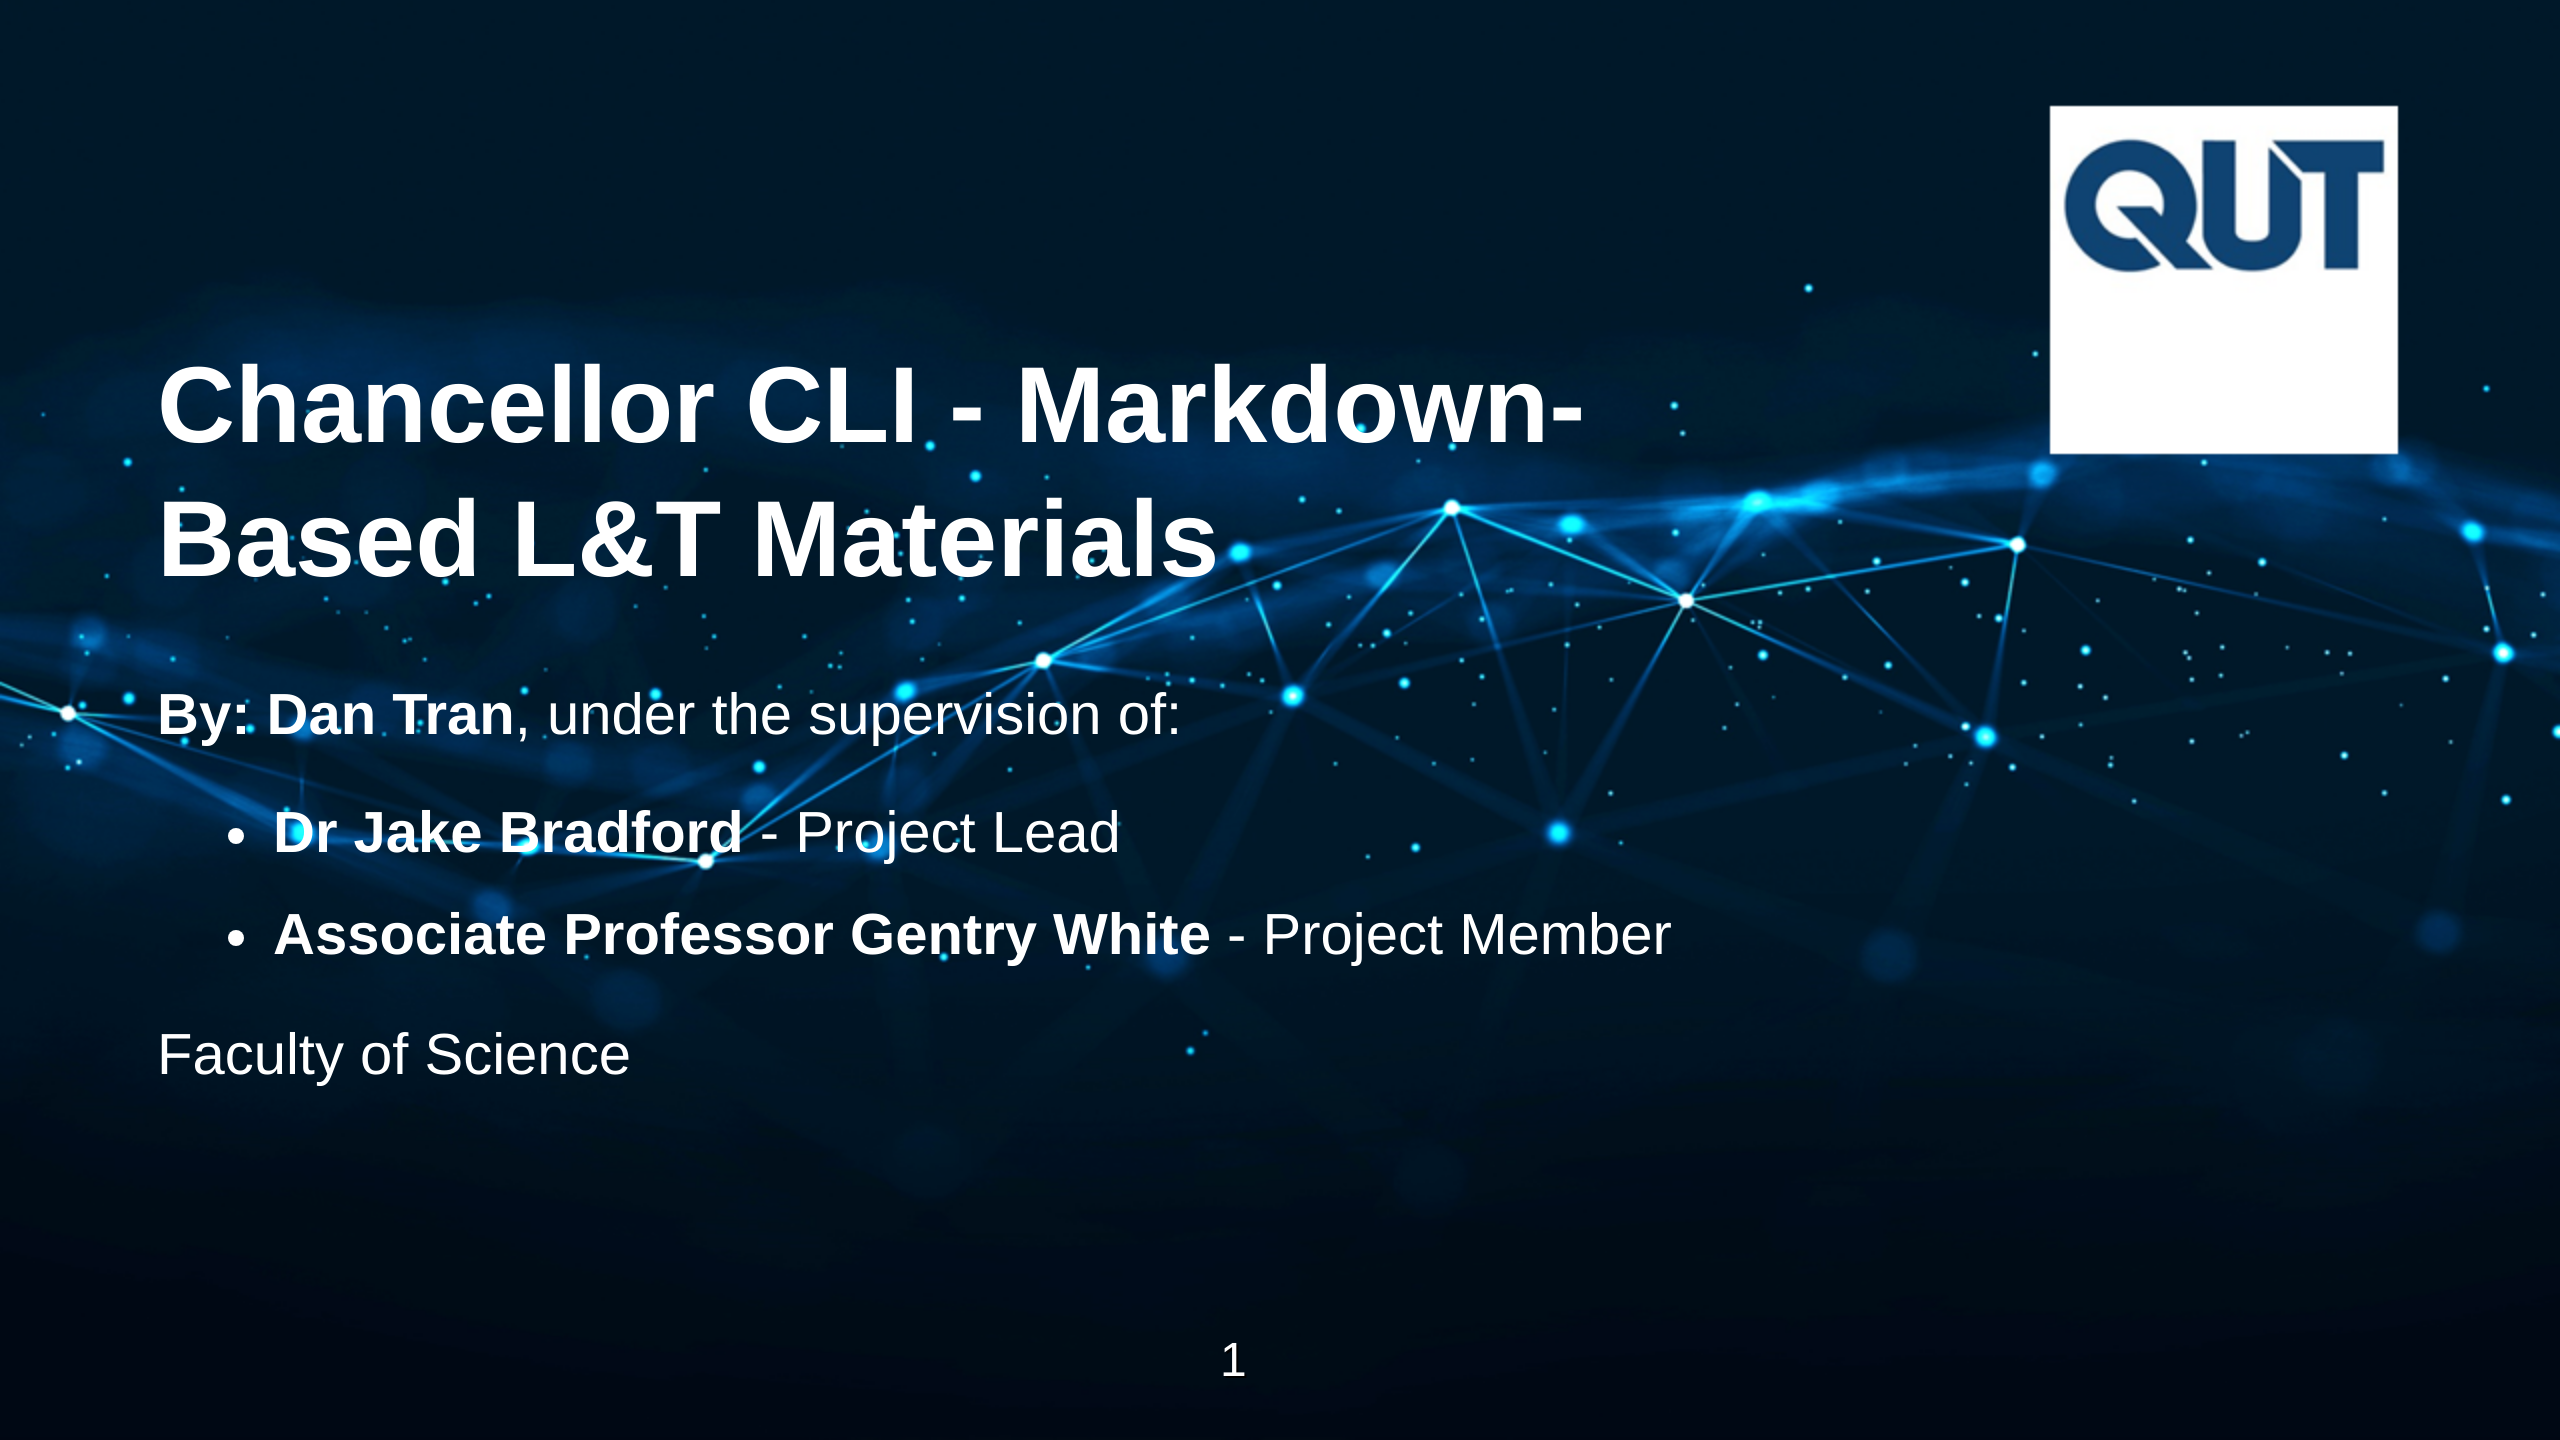 QUT
Chancellor CLI - Markdown-
Based L&T Materials
By: Dan Tran, under the supervision of:
• Dr Jake Bradford - Project Lead
• Associate Professor Gentry White - Project Member
Faculty of Science
1